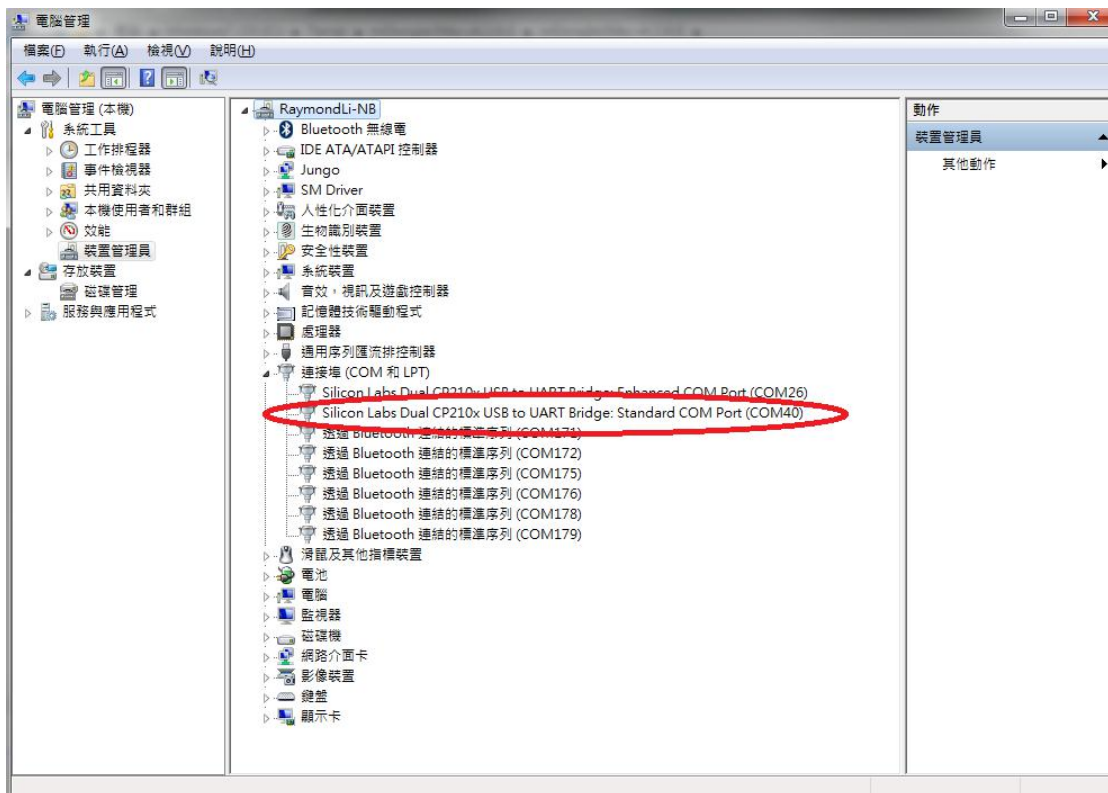 電腦管理
檔案(F) 執行(A) 檢視(V) 說明(H)
電腦管理 (本機)
系統工具
工作排程器
事件檢視器
共用資料夾
本機使用者和群組
效能
裝置管理員
存放裝置
磁碟管理
服務與應用程式
RaymondLi-NB
Bluetooth 無線電
IDE ATA/ATAPI 控制器
Jungo
SM Driver
人性化介面裝置
生物識別裝置
安全性裝置
系統裝置
音效，視訊及遊戲控制器
記憶體技術驅動程式
處理器
通用序列匯流排控制器
連接埠 (COM 和 LPT)
Silicon Labs Dual CP210x USB to UART Bridge: Enhanced COM Port (COM26)
Silicon Labs Dual CP210x USB to UART Bridge: Standard COM Port (COM40)
透過 Bluetooth 連結的標準序列 (COM171)
透過 Bluetooth 連結的標準序列 (COM172)
透過 Bluetooth 連結的標準序列 (COM175)
透過 Bluetooth 連結的標準序列 (COM176)
透過 Bluetooth 連結的標準序列 (COM178)
透過 Bluetooth 連結的標準序列 (COM179)
滑鼠及其他指標裝置
電池
電腦
監視器
磁碟機
網路介面卡
影像裝置
鍵盤
顯示卡
動作
裝置管理員
其他動作